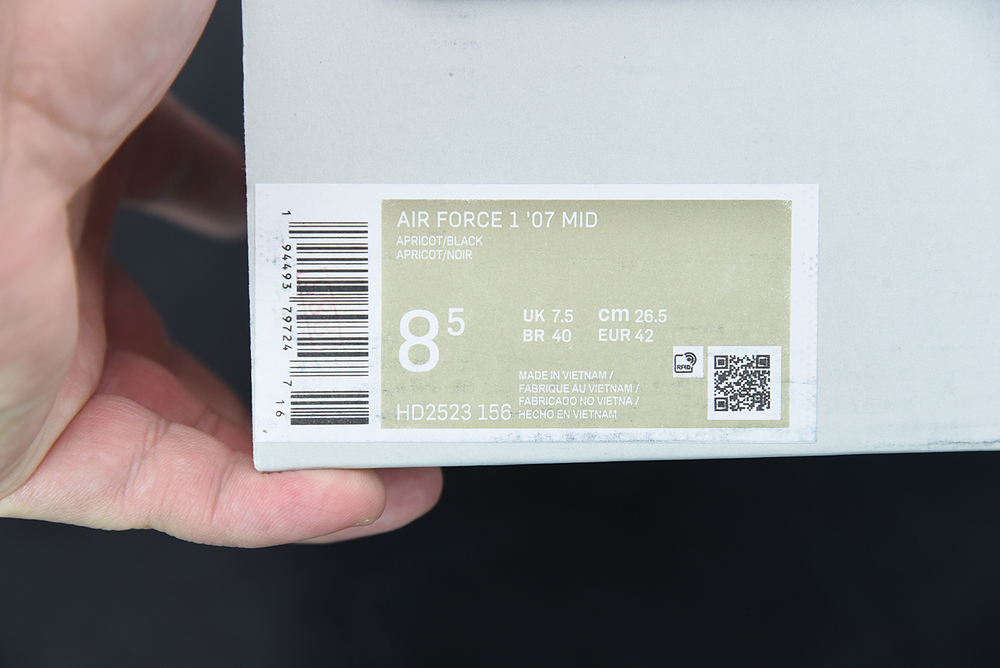 1 94493 79724 7 16
AIR FORCE 1 '07 MID
APRICOT/BLACK
APRICOT/NOIR
8 5
UK 7.5 cm 26.5
BR 40 EUR 42
RFID
MADE IN VIETNAM /
FABRIQUE AU VIETNAM /
FABRICADO NO VIETNA /
HECHO EN VIETNAM
HD2523 156